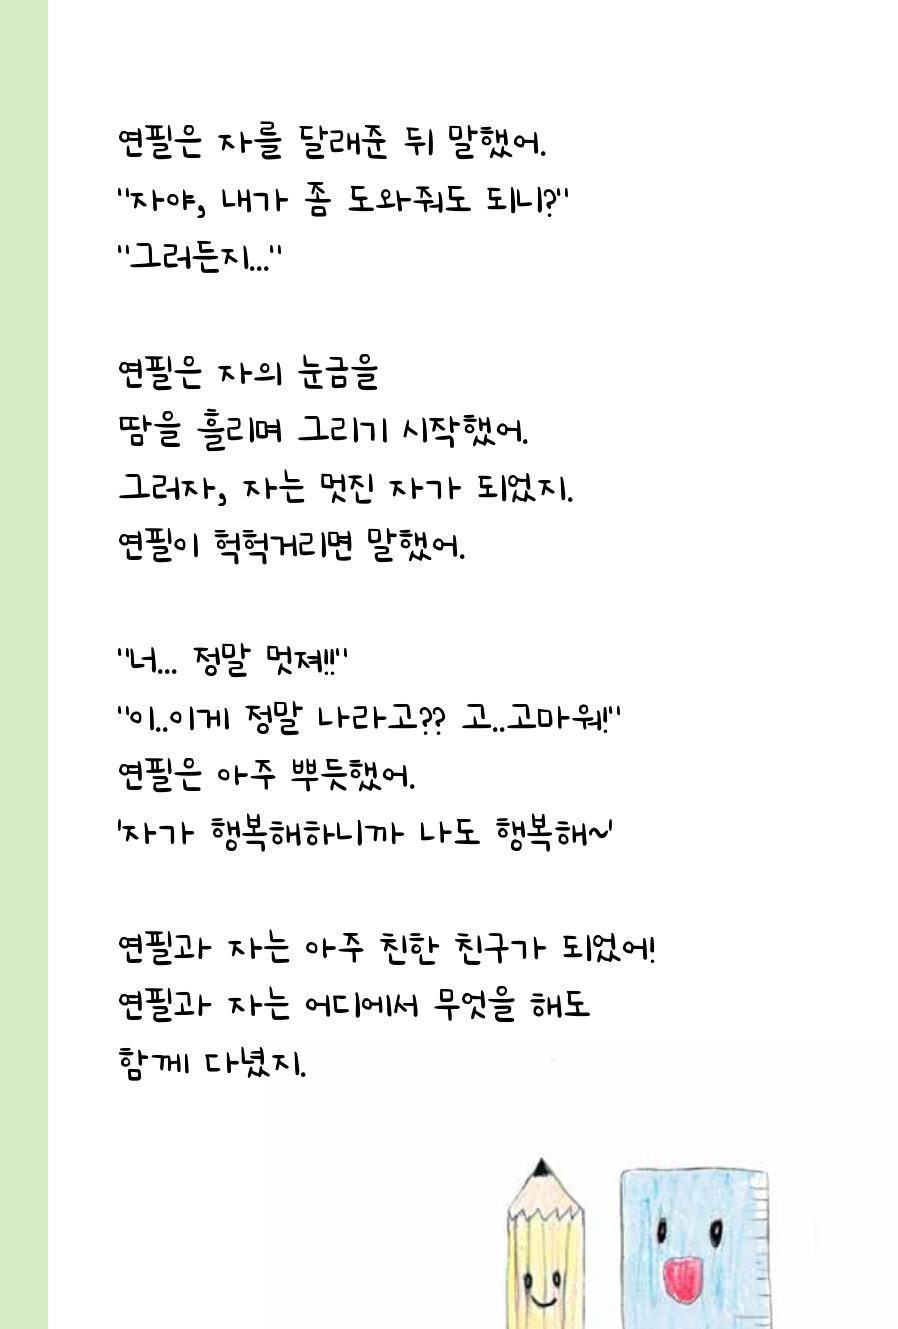 연필은 자를 달래준 뒤 말했어.
"자야, 내가 좀 도와줘도 되니?"
"그러든지..."
연필은 자의 눈금을
땀을 흘리며 그리기 시작했어.
그러자, 자는 멋진 자가 되었지.
연필이 헉헉거리면 말했어.
"너... 정말 멋져!!"
"이..이게 정말 나라고?? 고..고마워!"
연필은 아주 뿌듯했어.
'자가 행복해하니까 나도 행복해~'
연필과 자는 아주 친한 친구가 되었어!
연필과 자는 어디에서 무엇을 해도
함께 다녔지.